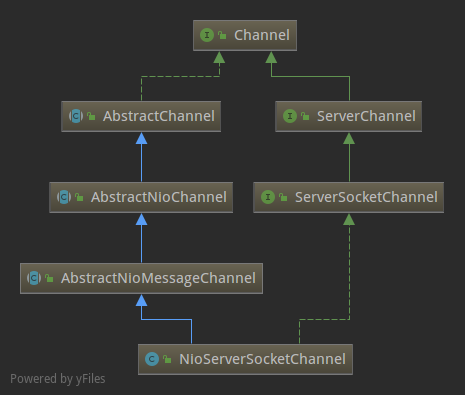 Channel
AbstractChannel
ServerChannel
AbstractNioChannel
ServerSocketChannel
AbstractNioMessageChannel
NioServerSocketChannel
Powered by yFiles